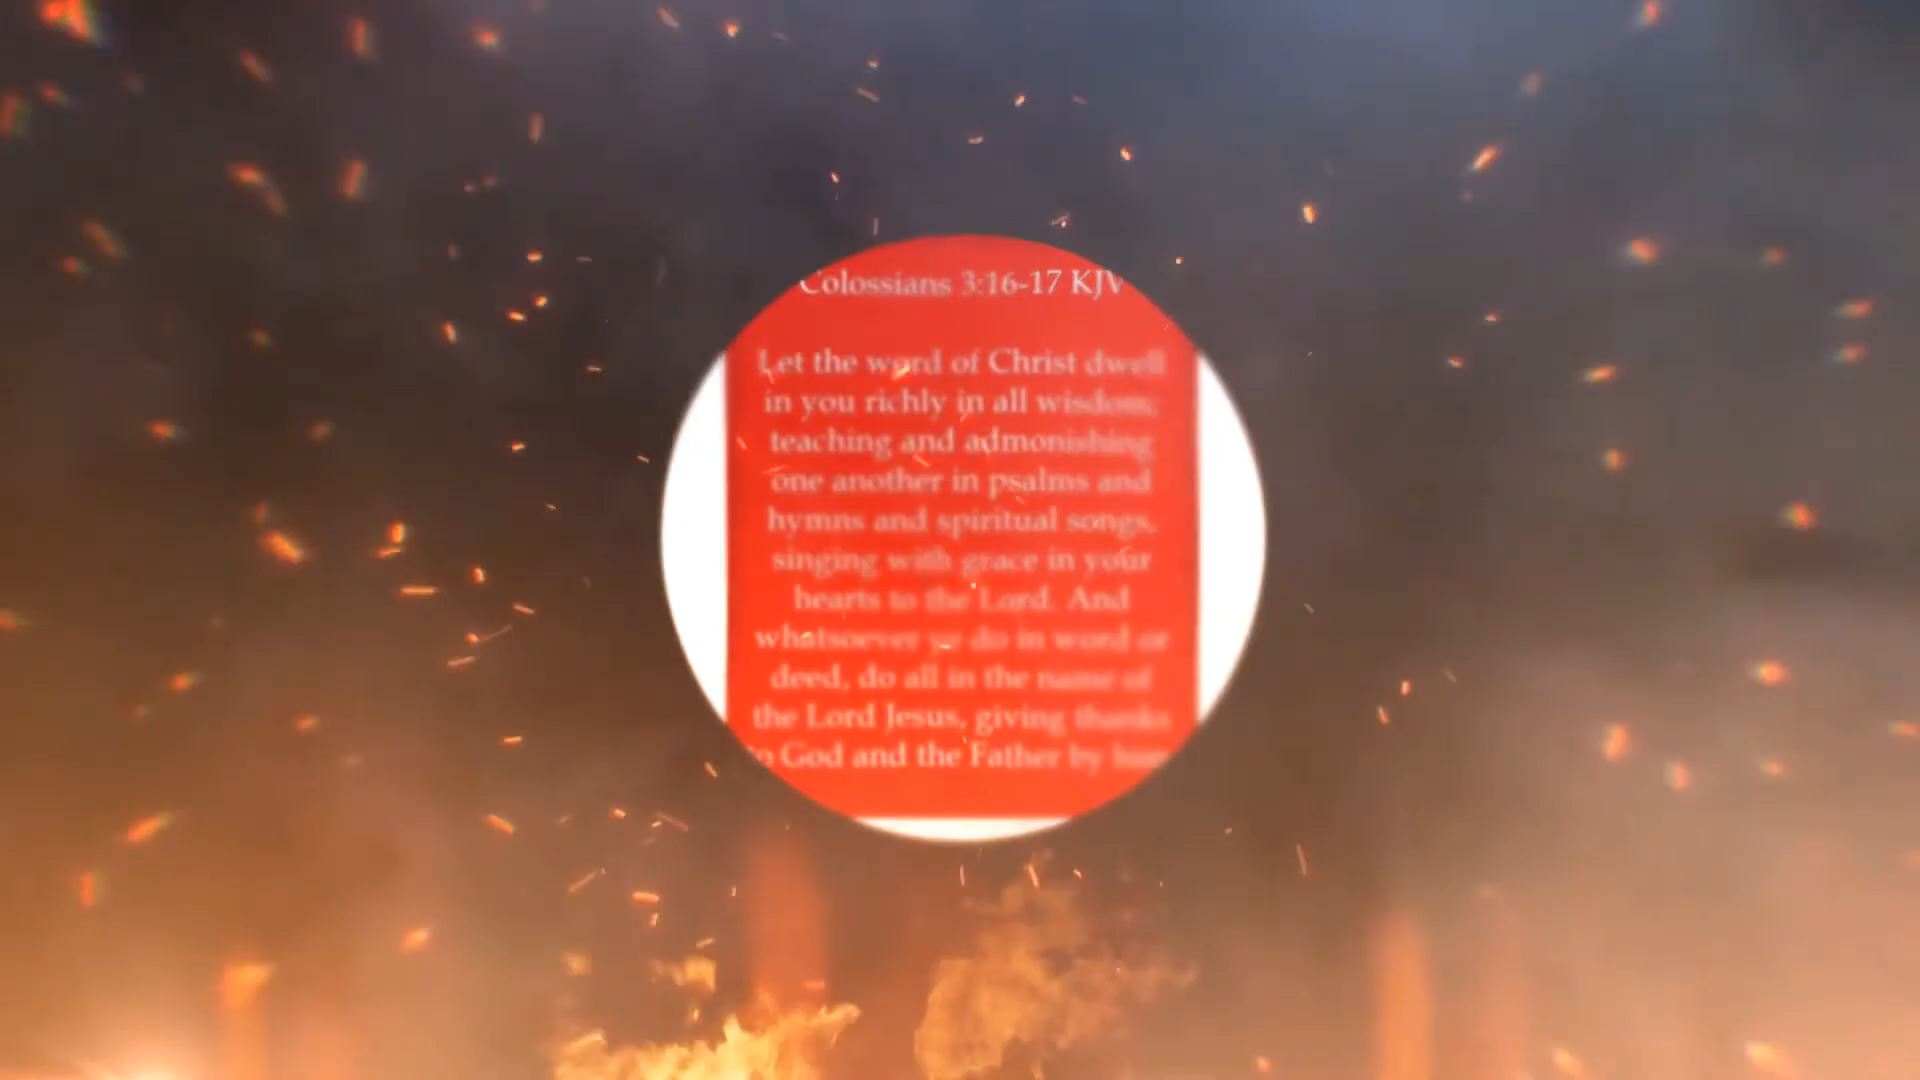 Colossians 3:16-17 KJV
Let the word of Christ dwell
in you richly in all wisdom;
teaching and admonishing
one another in psalms and
hymns and spiritual songs,
singing with grace in your
hearts to the Lord. And
whatsoever ye do in word or
deed, do all in the name of
the Lord Jesus, giving thanks
to God and the Father by him